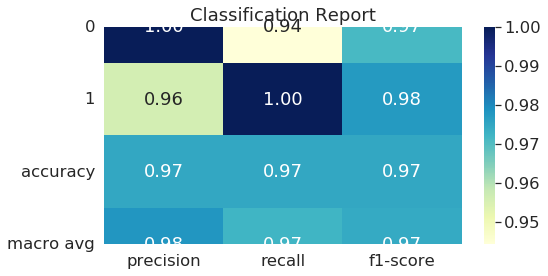 Classification Report
0 1.00 0.94 0.97 1.00
0.99
1 0.96 1.00 0.98 0.98
0.97
accuracy 0.97 0.97 0.97
0.96
0.95
macro avg 0.98 0.97 0.97
precision recall f1-score